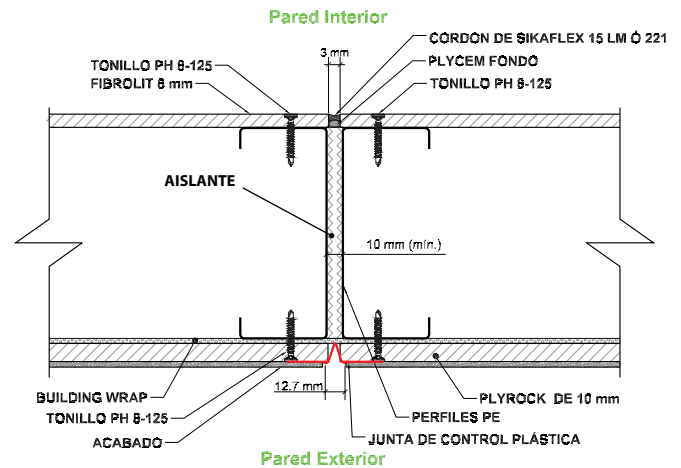 Pared Interior
CORDON DE SIKAFLEX 15 LM Ó 221
3 mm
PLYCEM FONDO
TONILLO PH 8-125
TONILLO PH 8-125
FIBROLIT 8 mm
AISLANTE
10 mm (mín.)
12.7 mm
BUILDING WRAP
PLYROCK DE 10 mm
TONILLO PH 8-125
PERFILES PE
ACABADO
JUNTA DE CONTROL PLÁSTICA
Pared Exterior